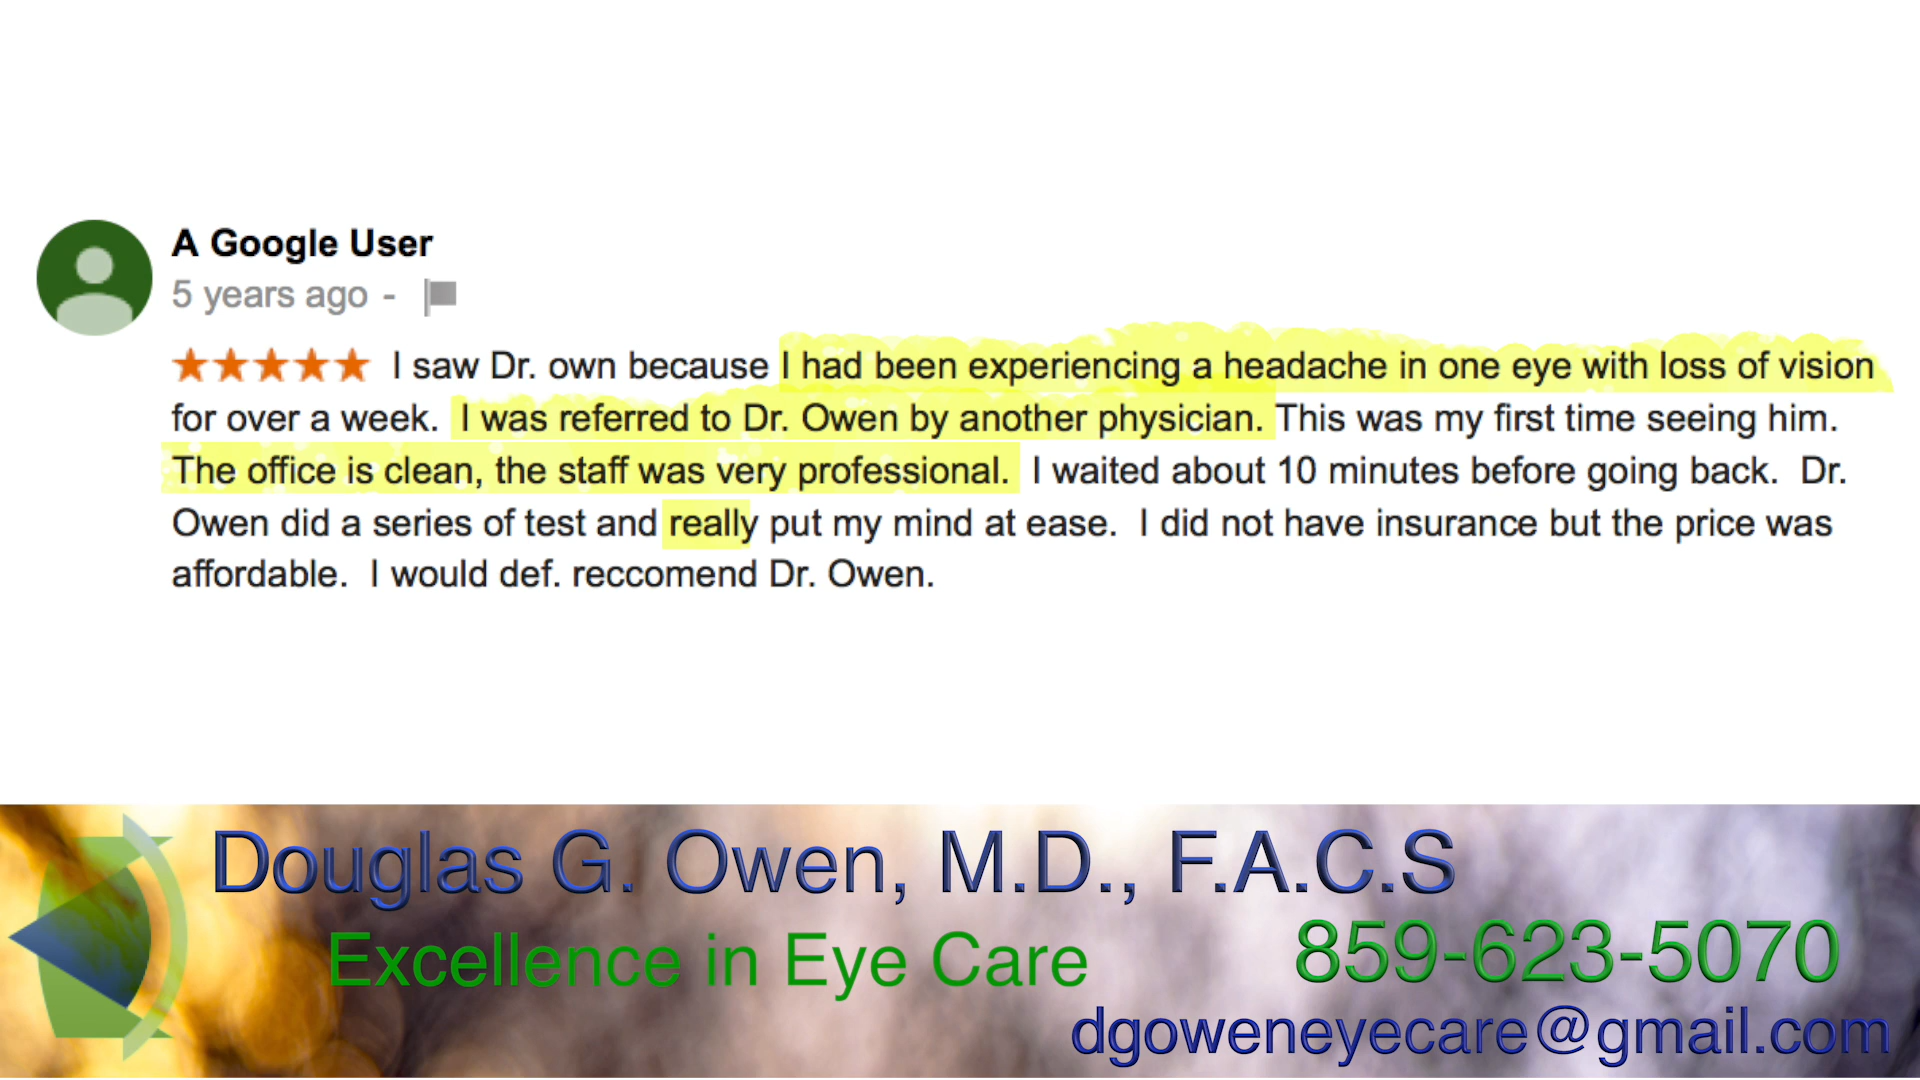 A Google User
5 years ago -
I saw Dr. own because I had been experiencing a headache in one eye with loss of vision
for over a week. I was referred to Dr. Owen by another physician. This was my first time seeing him.
The office is clean, the staff was very professional. I waited about 10 minutes before going back. Dr.
Owen did a series of test and really put my mind at ease. I did not have insurance but the price was
affordable. I would def. reccomend Dr. Owen.
Douglas G. Owen, M.D., F.A.C.S
Excellence in Eye Care
859-623-5070
dgoweneyecare@gmail.com